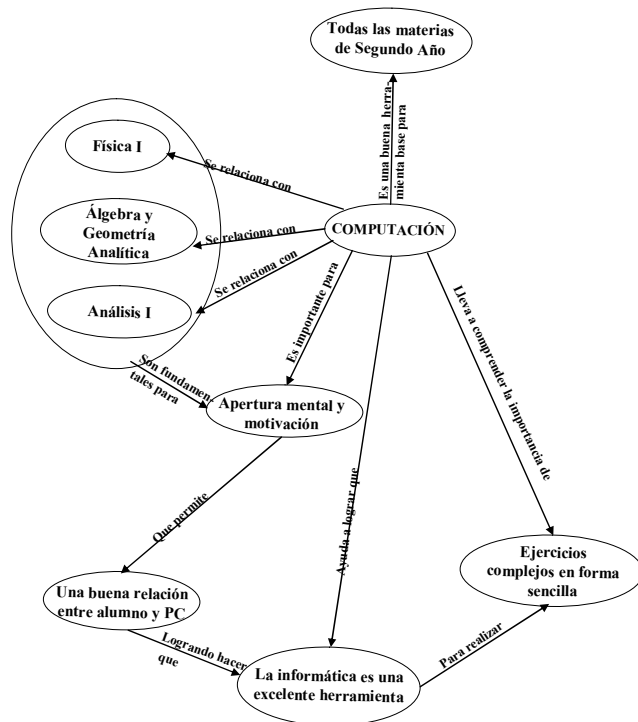 Todas las materias
de Segundo Año
Es una buena herra-
mienta base para
Física I
Se relaciona con
Álgebra y
Geometría
Analítica
Se relaciona con
COMPUTACIÓN
Análisis I
Se relaciona con
Es importante para
Lleva a comprender la importancia de
Son fundamen-
tales para
Apertura mental y
motivación
Ayuda a lograr que
Que permite
Ejercicios
complejos en forma
sencilla
Una buena relación
entre alumno y PC
Logrando hacer
que
Para realizar
La informática es una
excelente herramienta